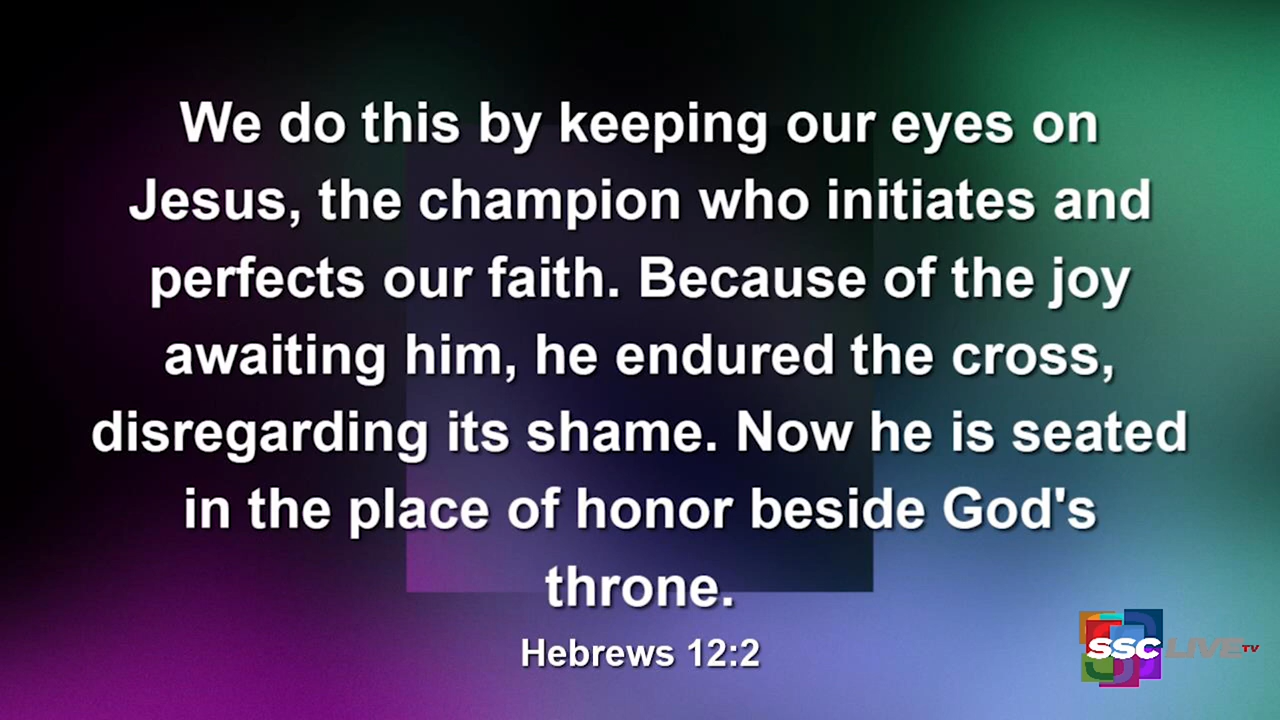 We do this by keeping our eyes on
Jesus, the champion who initiates and
perfects our faith. Because of the joy
awaiting him, he endured the cross,
disregarding its shame. Now he is seated
in the place of honor beside God's
throne.
Hebrews 12:2
SSC LIVE TV